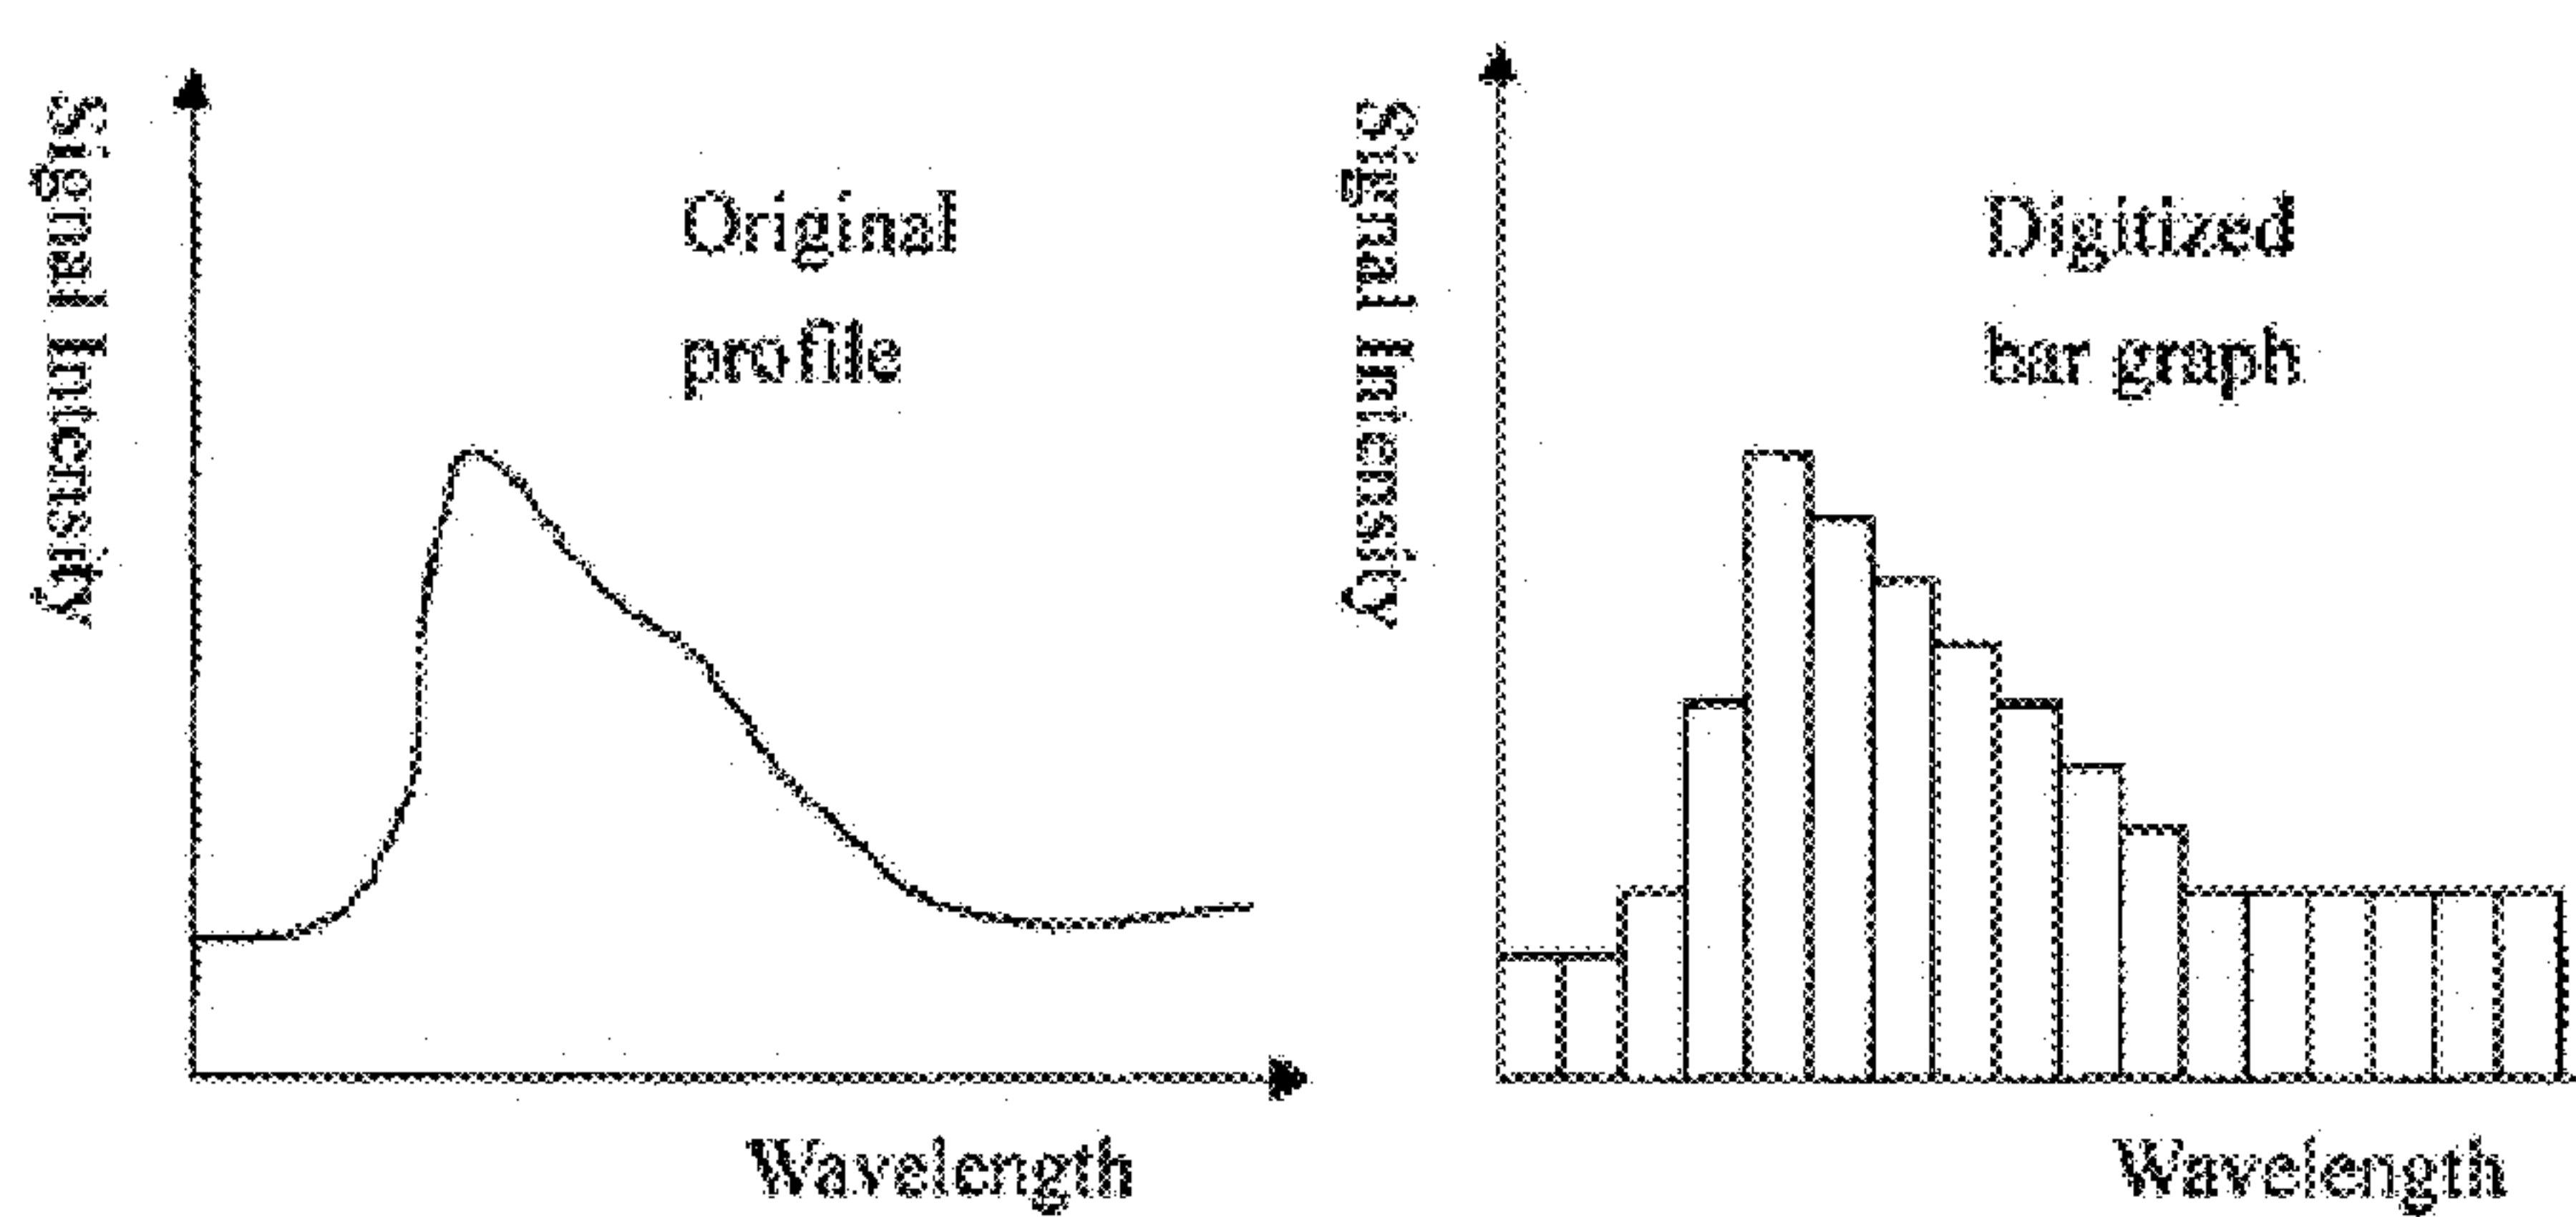 Signal Intensity
Original
profile
Wavelength
Signal Intensity
Digitized
bar graph
Wavelength